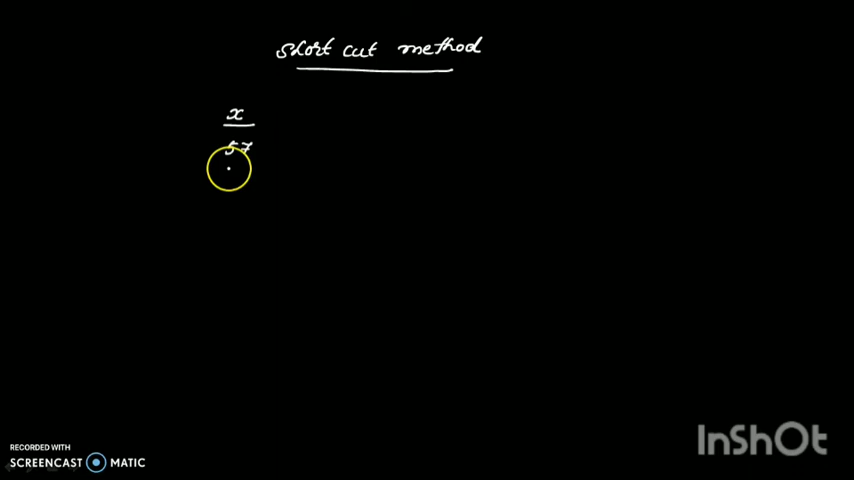 short cut method
x
57
RECORDED WITH
SCREENCAST MATIC
InShOt